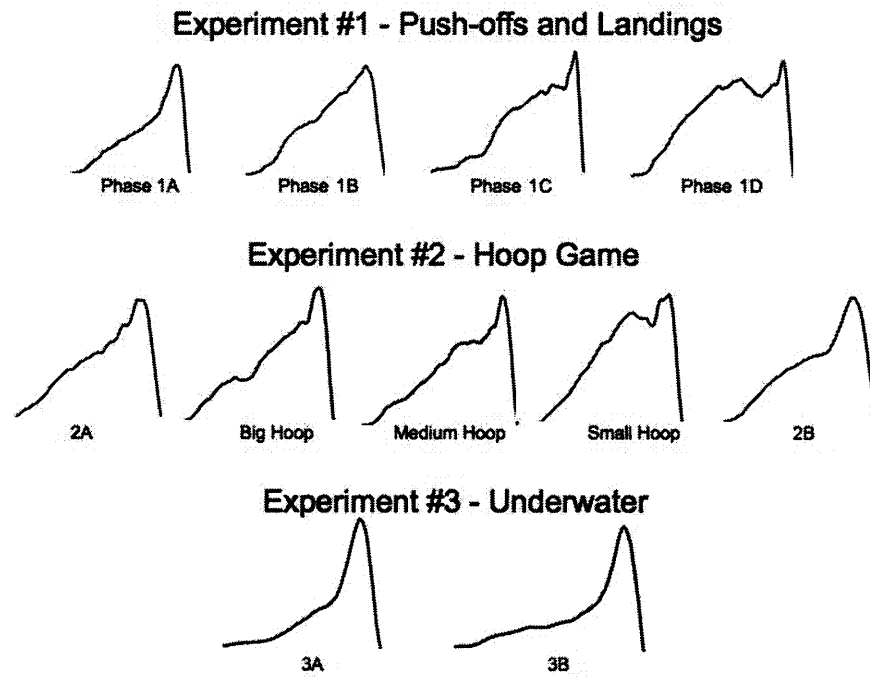 Experiment #1 - Push-offs and Landings
Phase 1A Phase 1B Phase 1C Phase 1D
Experiment #2 - Hoop Game
2A Big Hoop Medium Hoop Small Hoop 2B
Experiment #3 - Underwater
3A 3B